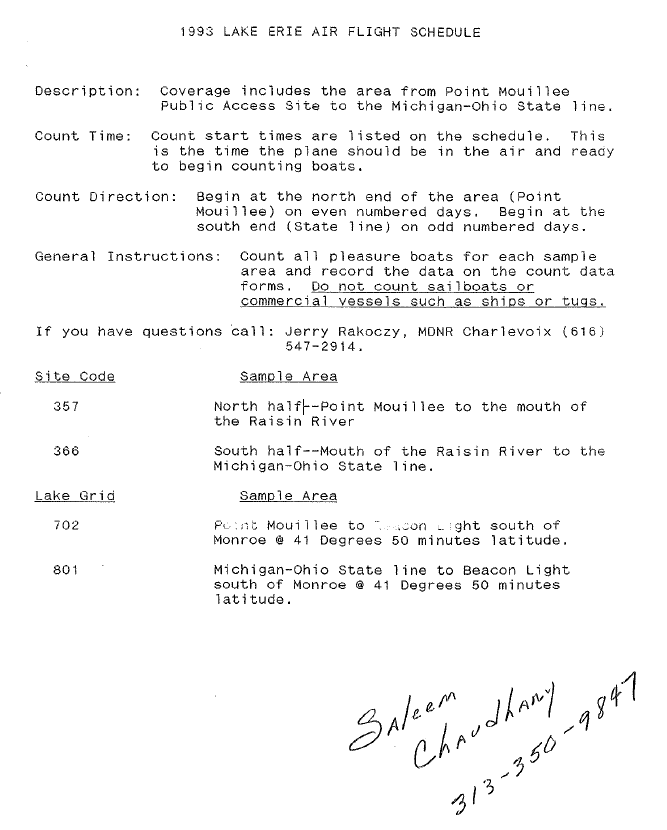 1993 LAKE ERIE AIR FLIGHT SCHEDULE
Description: Coverage includes the area from Point Mouillee
Public Access Site to the Michigan-Ohio State line.
Count Time: Count start times are listed on the schedule. This
is the time the plane should be in the air and ready
to begin counting boats.
Count Direction: Begin at the north end of the area (Point
Mouillee) on even numbered days. Begin at the
south end (State line) on odd numbered days.
General Instructions: Count all pleasure boats for each sample
area and record the data on the count data
forms. Do not count sailboats or
commercial vessels such as ships or tugs.
If you have questions call: Jerry Rakoczy, MDNR Charlevoix (616)
547-2914.
Site Code Sample Area
357 North half--Point Mouillee to the mouth of
the Raisin River
366 South half--Mouth of the Raisin River to the
Michigan-Ohio State line.
Lake Grid Sample Area
702 Point Mouillee to Beacon Light south of
Monroe @ 41 Degrees 50 minutes latitude.
801 Michigan-Ohio State line to Beacon Light
south of Monroe @ 41 Degrees 50 minutes
latitude.
Saleem
Chaudhary
313-350-9847